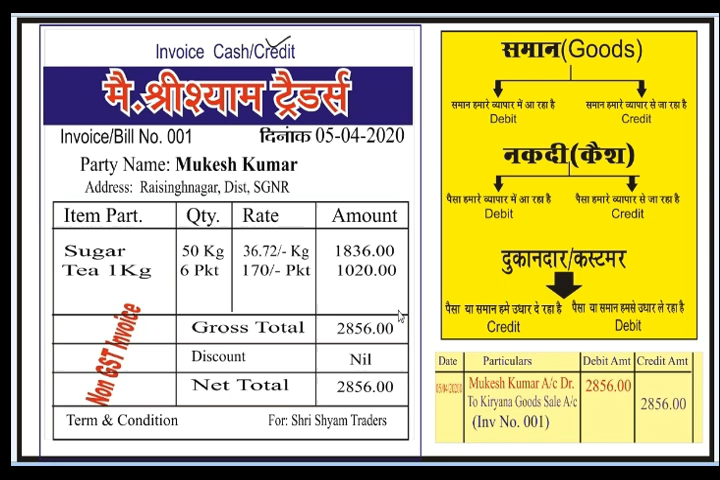 Invoice Cash/Credit
मै.श्रीश्याम ट्रैडर्स
Invoice/Bill No. 001 दिनांक 05-04-2020
Party Name: Mukesh Kumar
Address: Raisinghnagar, Dist, SGNR
Item Part. Qty. Rate Amount
Sugar 50 Kg 36.72/- Kg 1836.00
Tea 1Kg 6 Pkt 170/- Pkt 1020.00
Non GST Invoice
Gross Total 2856.00
Discount Nil
Net Total 2856.00
Term & Condition For: Shri Shyam Traders
समान(Goods)
समान हमारे व्यापार में आ रहा है समान हमारे व्यापार से जा रहा है
Debit Credit
नकदी(कैश)
पैसा हमारे व्यापार में आ रहा है पैसा हमारे व्यापार से जा रहा है
Debit Credit
दुकानदार/कस्टमर
पैसा या समान हमे उधार दे रहा है पैसा या समान हमसे उधार ले रहा है
Credit Debit
Date Particulars Debit Amt Credit Amt
05/04/2020 Mukesh Kumar A/c Dr. 2856.00
To Kiryana Goods Sale A/c 2856.00
(Inv No. 001)